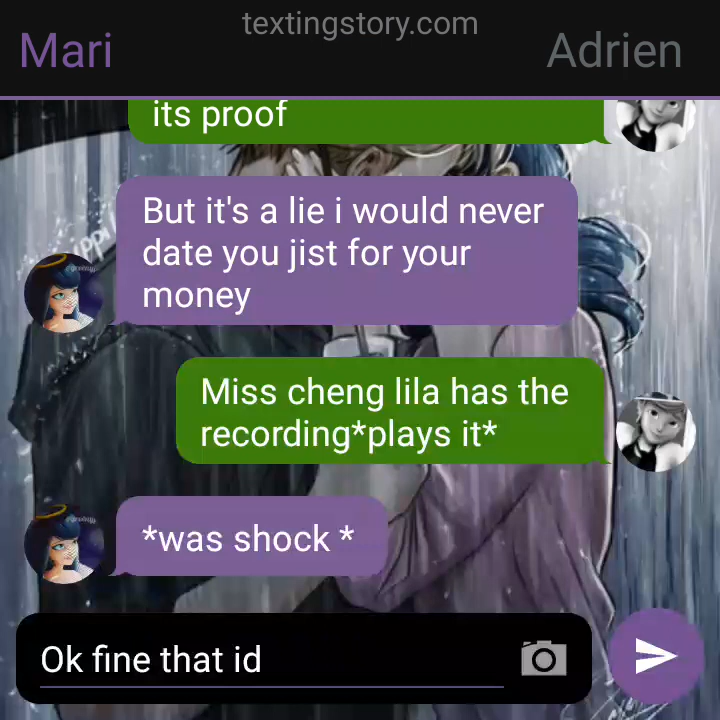 textingstory.com
Mari
Adrien
its proof
But it's a lie i would never
date you jist for your
money
Miss cheng lila has the
recording*plays it*
*was shock *
Ok fine that id